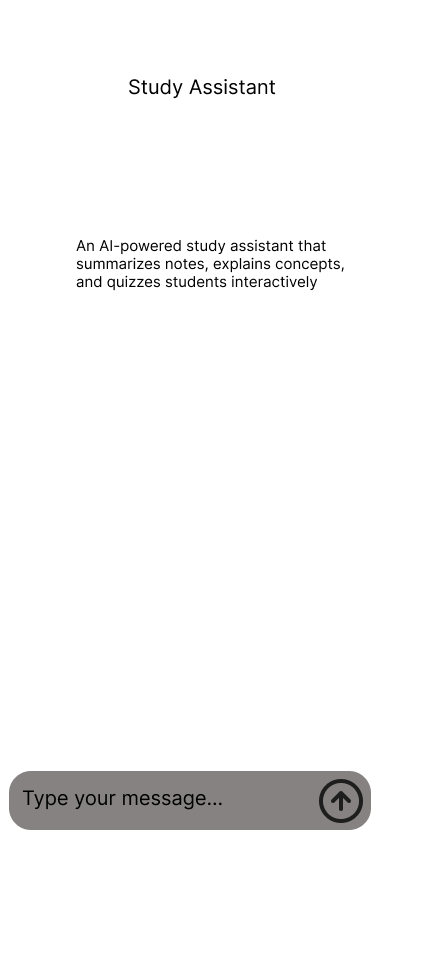 Study Assistant
An AI-powered study assistant that
summarizes notes, explains concepts,
and quizzes students interactively
Type your message...